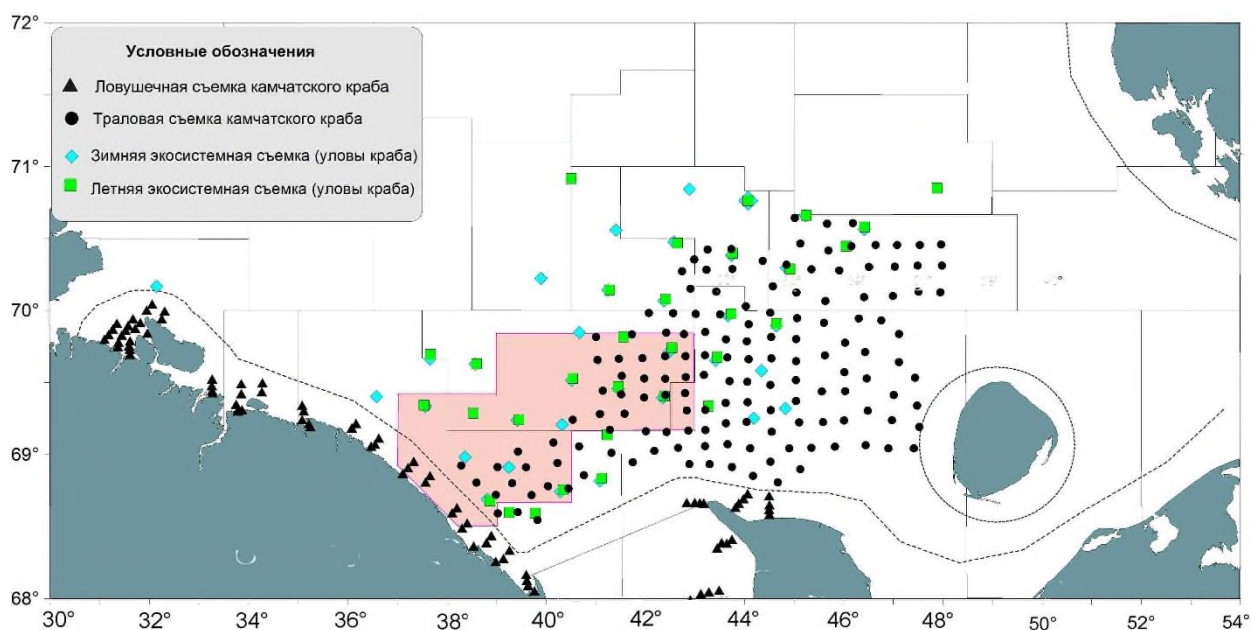 72°
Условные обозначения
Ловушечная съемка камчатского краба
Траловая съемка камчатского краба
Зимняя экосистемная съемка (уловы краба)
Летняя экосистемная съемка (уловы краба)
71°
70°
69°
68°
30° 32° 34° 36° 38° 40° 42° 44° 46° 48° 50° 52° 54°